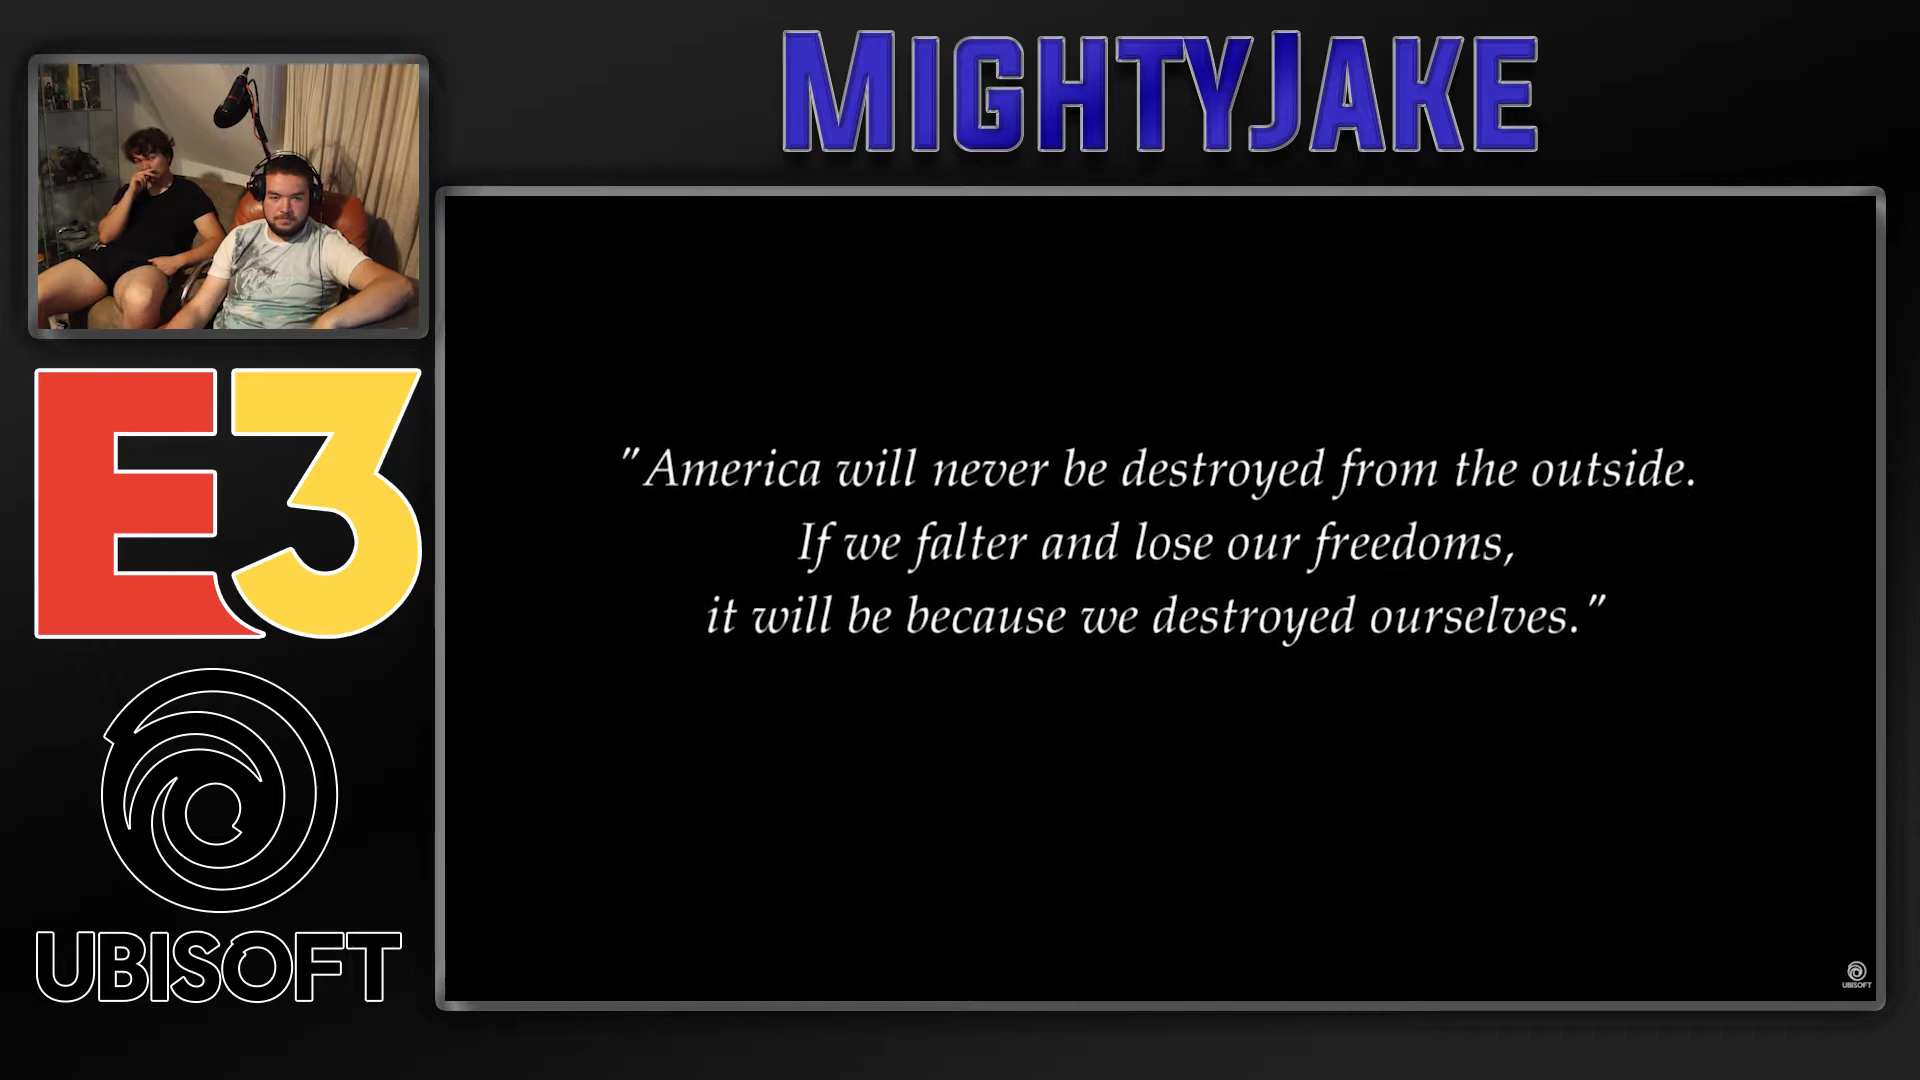 MIGHTYJAKE
E3
"America will never be destroyed from the outside.
If we falter and lose our freedoms,
it will be because we destroyed ourselves."
UBISOFT
UBISOFT